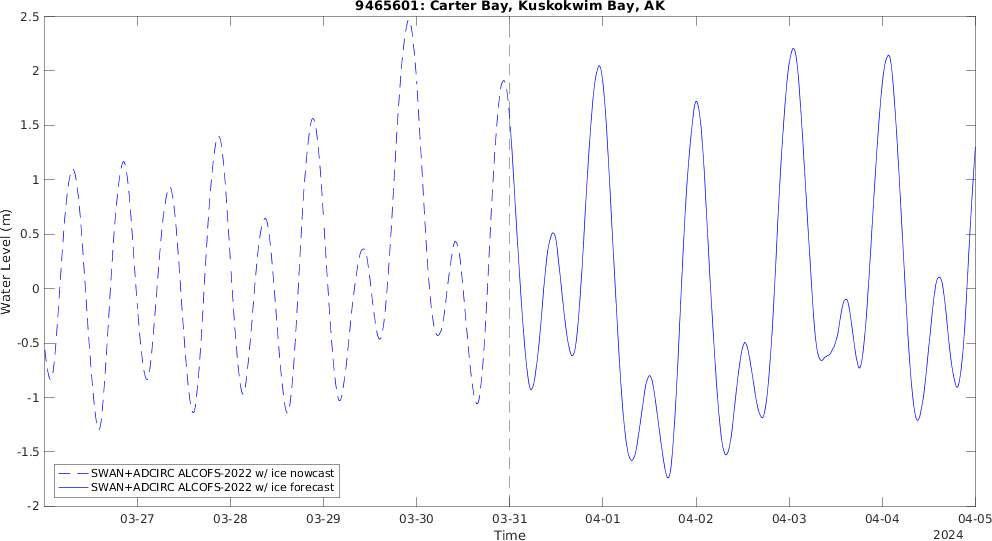 9465601: Carter Bay, Kuskokwim Bay, AK
2.5
2
1.5
1
0.5
0
-0.5
-1
-1.5
-2
Water Level (m)
SWAN+ADCIRC ALCOFS-2022 w/ ice nowcast
SWAN+ADCIRC ALCOFS-2022 w/ ice forecast
03-27 03-28 03-29 03-30 03-31 04-01 04-02 04-03 04-04 04-05
Time
2024